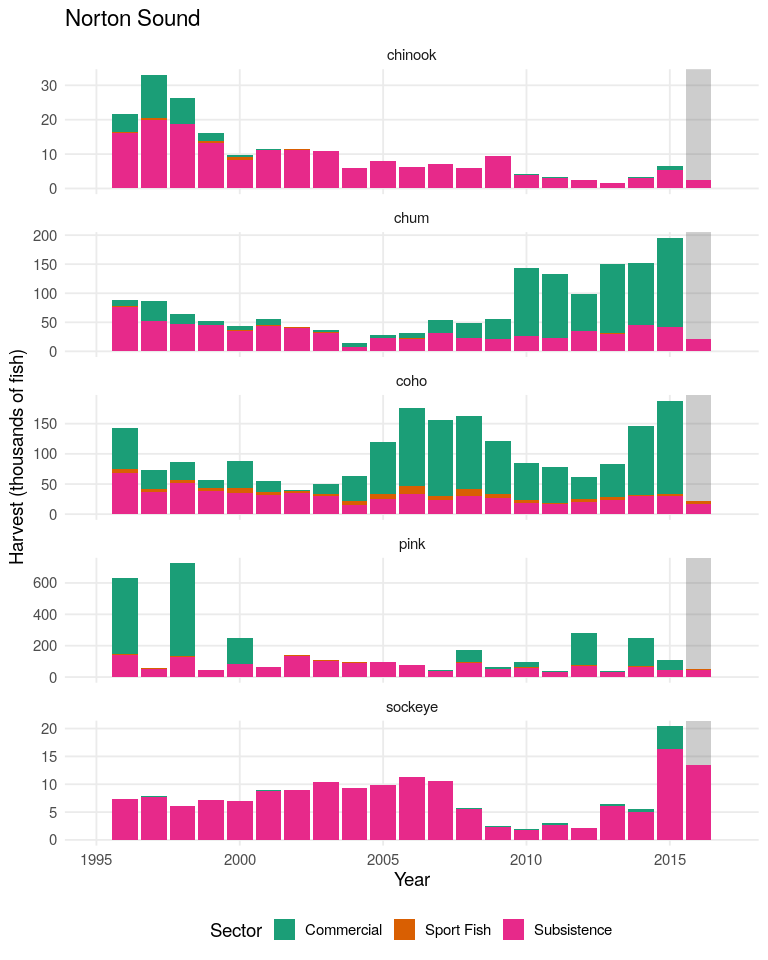 Norton Sound
chinook
30
20
10
0
chum
200
150
100
50
0
coho
150
100
50
0
pink
600
400
200
0
sockeye
20
15
10
5
0
Harvest (thousands of fish)
1995 2000 2005 2010 2015
Year
Sector Commercial Sport Fish Subsistence